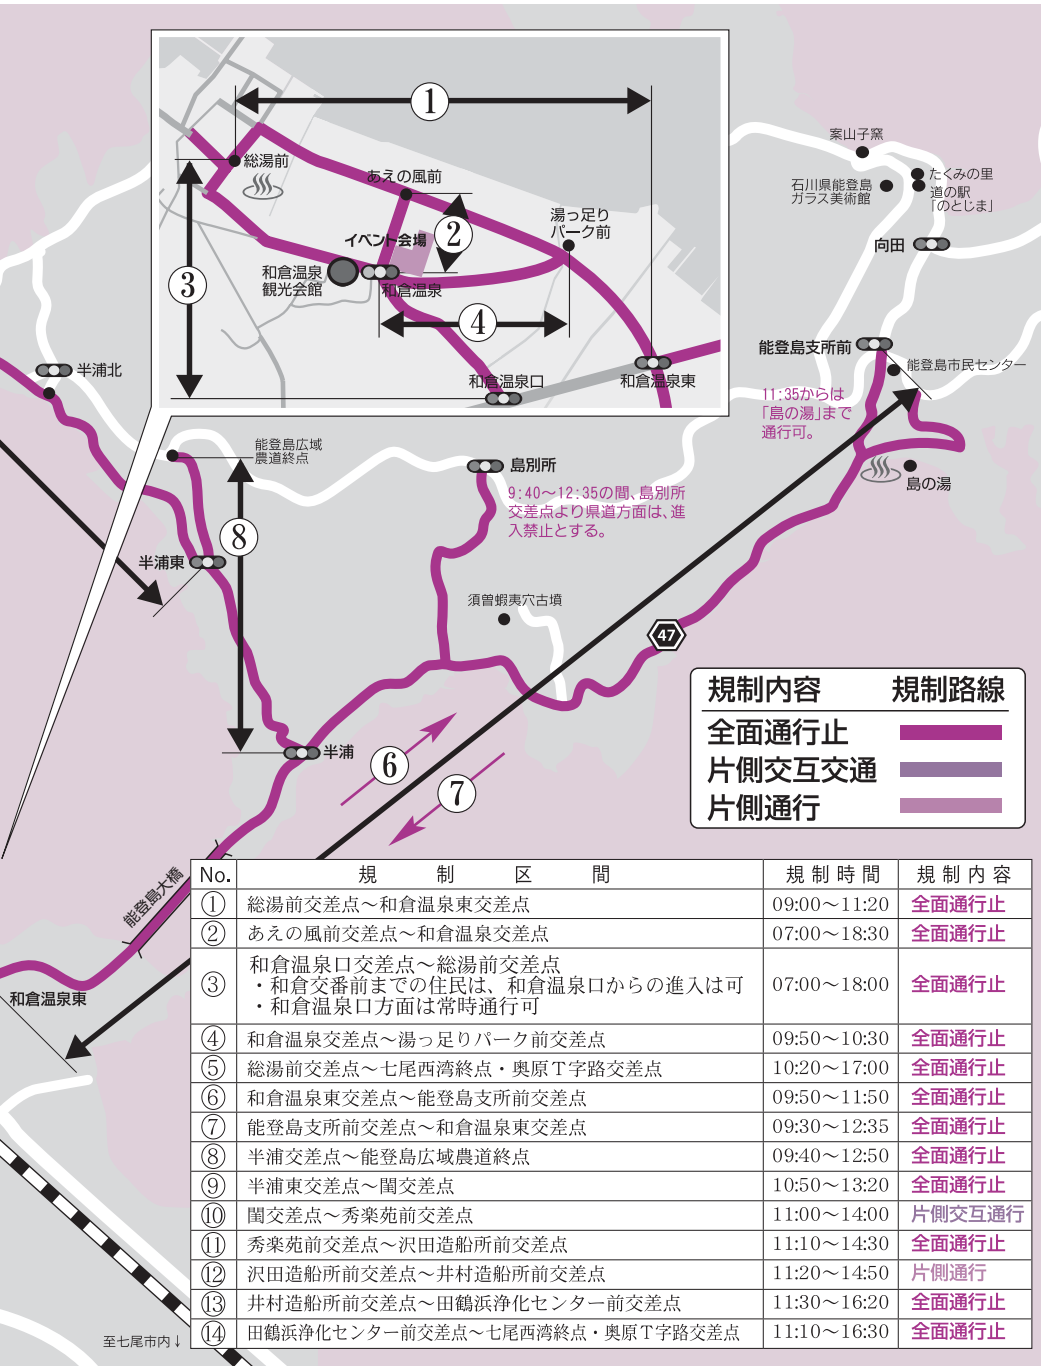 ①
総湯前
あえの風前
湯っ足り
パーク前
②
イベント会場
和倉温泉
観光会館
和倉温泉
③
④
和倉温泉口
和倉温泉東
案山子窯
たくみの里
石川県能登島
ガラス美術館
道の駅
「のとじま」
向田
能登島支所前
能登島市民センター
11:35からは
「島の湯」まで
通行可。
半浦北
能登島広域
農道終点
島別所
島の湯
9:40～12:35の間、島別所
交差点より県道方面は、進
入禁止とする。
⑧
半浦東
須曽蝦夷穴古墳
47
規制内容 規制路線
全面通行止
片側交互交通
片側通行
半浦
⑥
⑦
能登島大橋
和倉温泉東
至七尾市内↓
No. 規制区間 規制時間 規制内容
① 総湯前交差点～和倉温泉東交差点 09:00～11:20 全面通行止
② あえの風前交差点～和倉温泉交差点 07:00～18:30 全面通行止
③ 和倉温泉口交差点～総湯前交差点
・和倉交番前までの住民は、和倉温泉口からの進入は可 07:00～18:00 全面通行止
・和倉温泉口方面は常時通行可
④ 和倉温泉交差点～湯っ足りパーク前交差点 09:50～10:30 全面通行止
⑤ 総湯前交差点～七尾西湾終点・奥原T字路交差点 10:20～17:00 全面通行止
⑥ 和倉温泉東交差点～能登島支所前交差点 09:50～11:50 全面通行止
⑦ 能登島支所前交差点～和倉温泉東交差点 09:30～12:35 全面通行止
⑧ 半浦交差点～能登島広域農道終点 09:40～12:50 全面通行止
⑨ 半浦東交差点～閨交差点 10:50～13:20 全面通行止
⑩ 閨交差点～秀楽苑前交差点 11:00～14:00 片側交互通行
⑪ 秀楽苑前交差点～沢田造船所前交差点 11:10～14:30 全面通行止
⑫ 沢田造船所前交差点～井村造船所前交差点 11:20～14:50 片側通行
⑬ 井村造船所前交差点～田鶴浜浄化センター前交差点 11:30～16:20 全面通行止
⑭ 田鶴浜浄化センター前交差点～七尾西湾終点・奥原T字路交差点 11:10～16:30 全面通行止